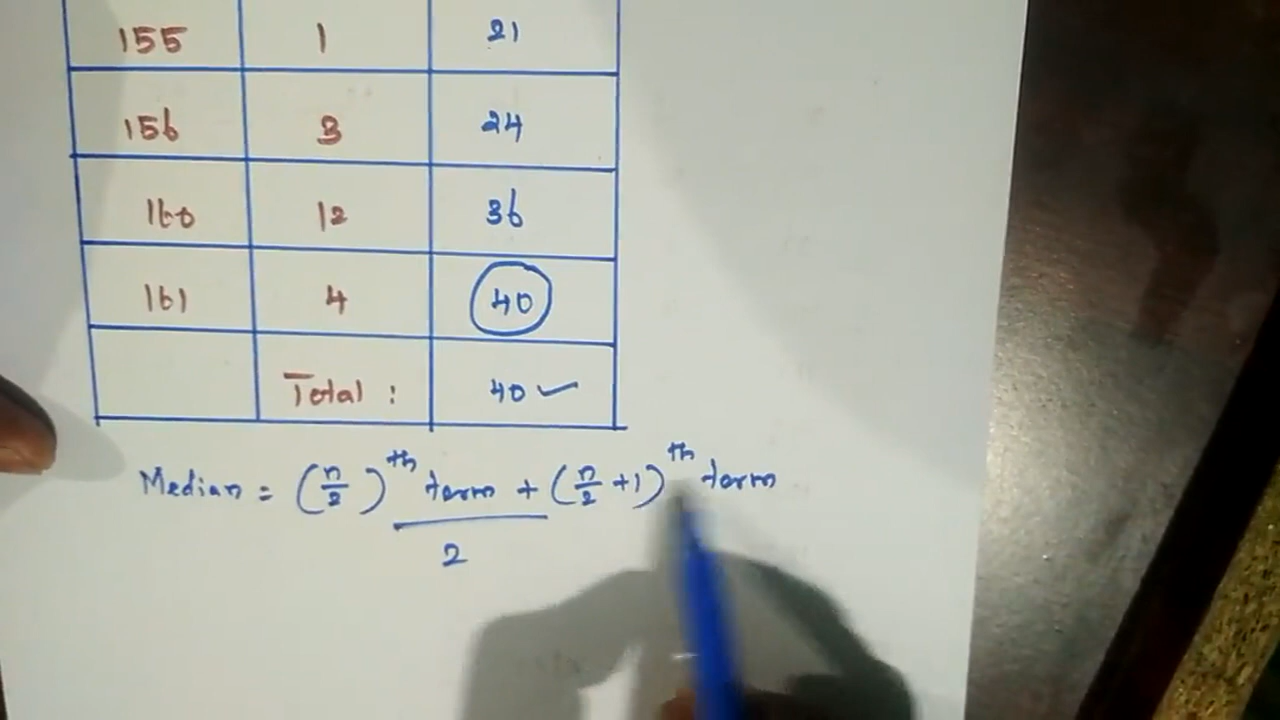 155 1 21
156 3 24
160 12 36
161 4 40
Total : 40 ✓
Median = (n/2)th term + (n/2 +1)th term
2